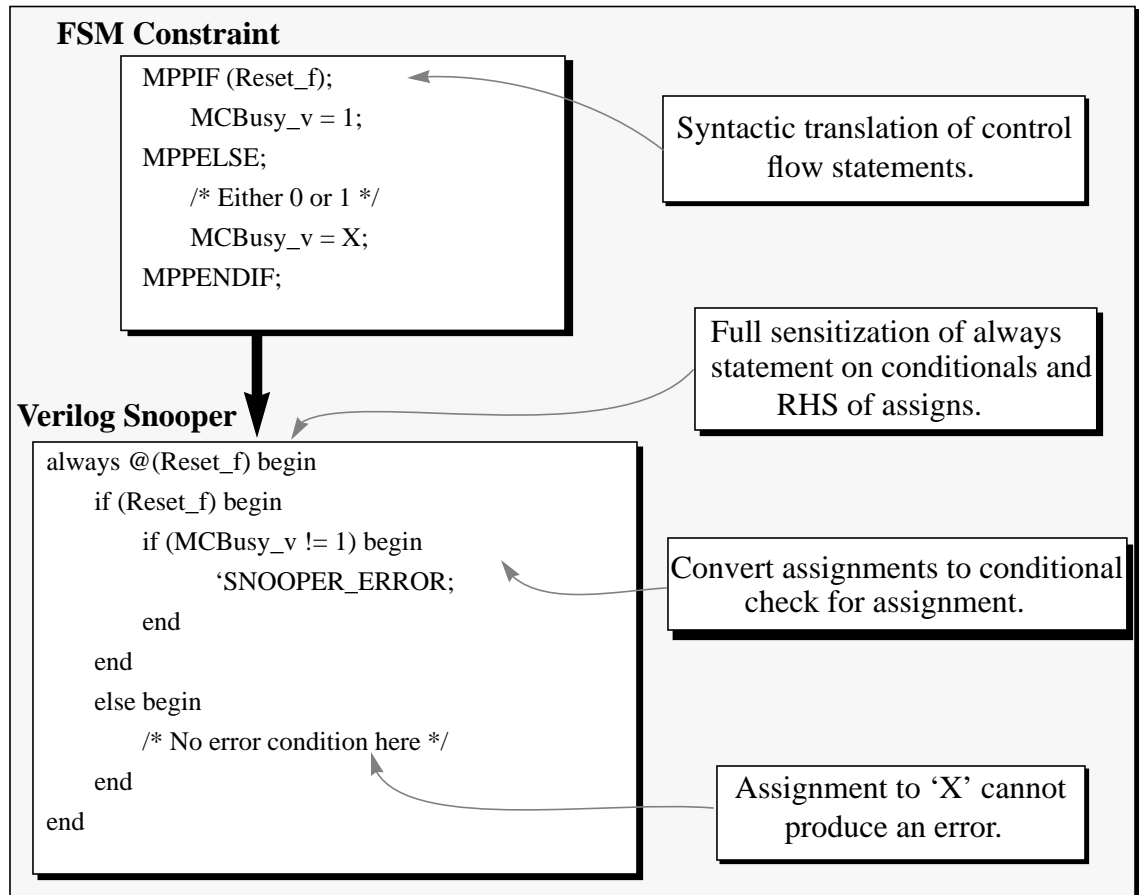 FSM Constraint
MPPIF (Reset_f);
MCBusy_v = 1;
MPPELSE;
/* Either 0 or 1 */
MCBusy_v = X;
MPPENDIF;
Syntactic translation of control
flow statements.
Full sensitization of always
statement on conditionals and
RHS of assigns.
Verilog Snooper
always @(Reset_f) begin
if (Reset_f) begin
if (MCBusy_v != 1) begin
‘SNOOPER_ERROR;
end
end
else begin
/* No error condition here */
end
end
Convert assignments to conditional
check for assignment.
Assignment to ‘X’ cannot
produce an error.